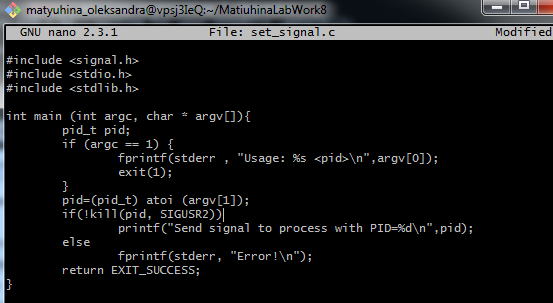 matyuhina_oleksandra@vpsj3IeQ:~/MatiuhinaLabWork8
GNU nano 2.3.1 File: set_signal.c Modified
#include <signal.h>
#include <stdio.h>
#include <stdlib.h>
int main (int argc, char * argv[]){
pid_t pid;
if (argc == 1) {
fprintf(stderr , "Usage: %s <pid>\n",argv[0]);
exit(1);
}
pid=(pid_t) atoi (argv[1]);
if(!kill(pid, SIGUSR2))
printf("Send signal to process with PID=%d\n",pid);
else
fprintf(stderr, "Error!\n");
return EXIT_SUCCESS;
}